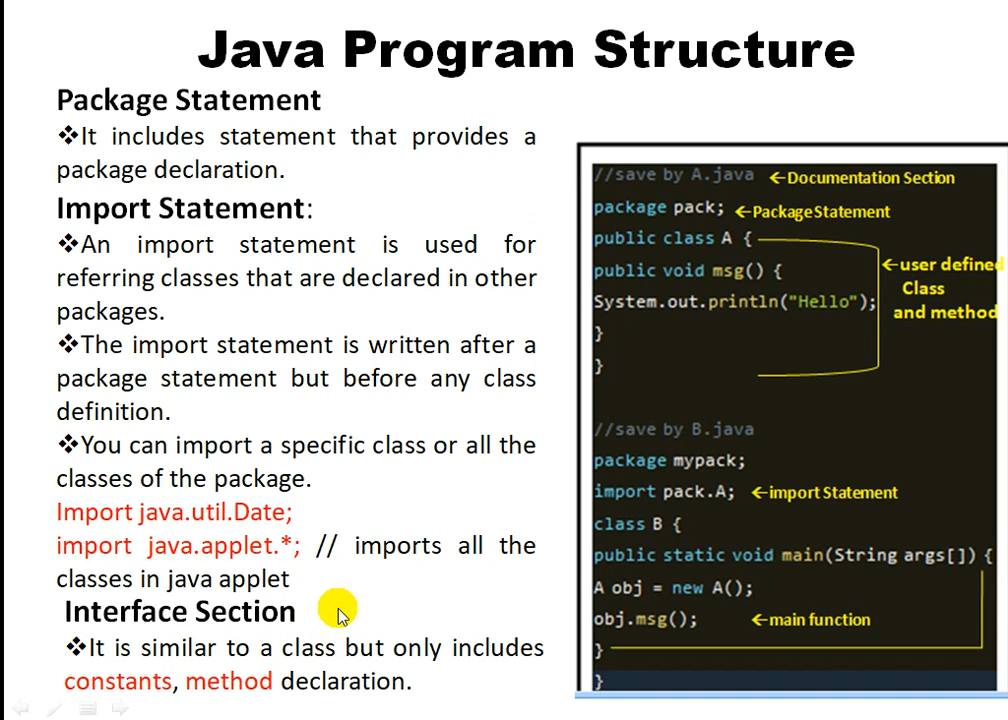 Java Program Structure
Package Statement
❖It includes statement that provides a
package declaration.
Import Statement:
❖An import statement is used for
referring classes that are declared in other
packages.
❖The import statement is written after a
package statement but before any class
definition.
❖You can import a specific class or all the
classes of the package.
Import java.util.Date;
import java.applet.*; // imports all the
classes in java applet
Interface Section
❖It is similar to a class but only includes
constants, method declaration.
//save by A.java ←Documentation Section
package pack; ←PackageStatement
public class A {
public void msg() {
System.out.println("Hello");
}
}
←user defined
Class
and method
//save by B.java
package mypack;
import pack.A; ←import Statement
class B {
public static void main(String args[]) {
A obj = new A();
obj.msg(); ←main function
}
}